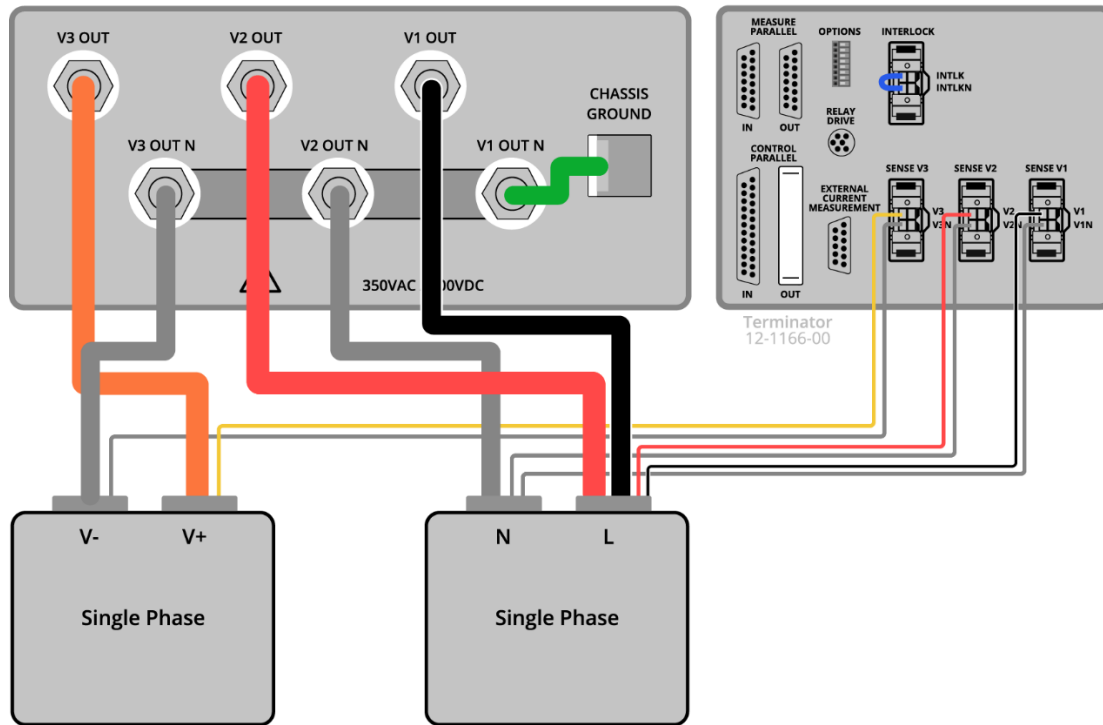 V3 OUT
V2 OUT
V1 OUT
CHASSIS
GROUND
V3 OUT N
V2 OUT N
V1 OUT N
350VAC
00VDC
MEASURE
PARALLEL
OPTIONS
INTERLOCK
INTLK
INTLKN
IN
OUT
RELAY
DRIVE
CONTROL
PARALLEL
EXTERNAL
CURRENT
MEASUREMENT
SENSE V3
SENSE V2
SENSE V1
V3
V3N
V2
V2N
V1
V1N
IN
OUT
Terminator
12-1166-00
V-
V+
Single Phase
N
L
Single Phase